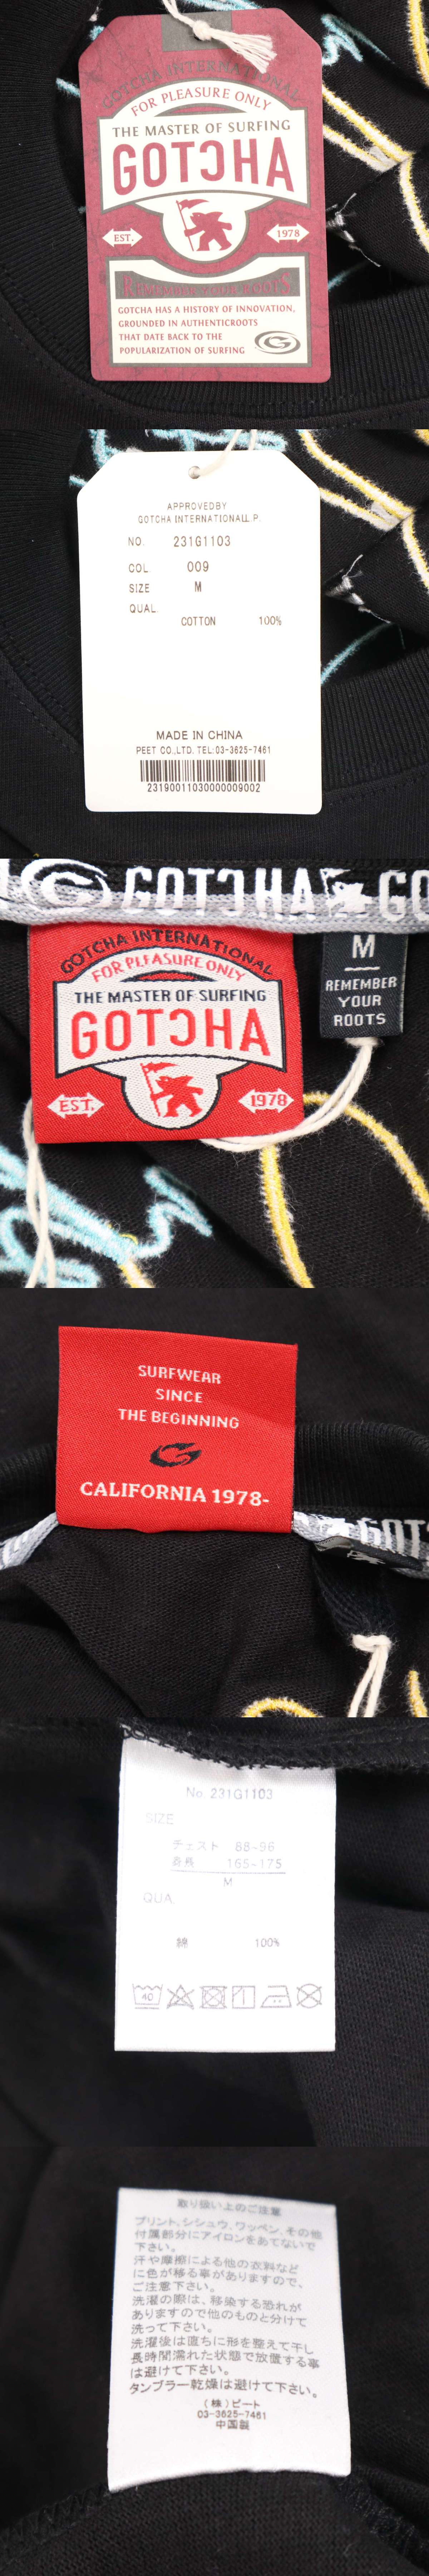 GOTCHA INTERNATIONAL
FOR PLEASURE ONLY
THE MASTER OF SURFING
GOTCHA
EST.
1978
REMEMBER YOUR ROOTS
GOTCHA HAS A HISTORY OF INNOVATION,
GROUNDED IN AUTHENTICROOTS
THAT DATE BACK TO THE
POPULARIZATION OF SURFING
APPROVEDBY
GOTCHA INTERNATIONALL.P.
NO. 231G1103
COL 009
SIZE M
QUAL
COTTON 100%
MADE IN CHINA
PEET CO.,LTD. TEL:03-3625-7461
23190011030000009002
GOTCHA GO
GOTCHA INTERNATIONAL
FOR PLEASURE ONLY
THE MASTER OF SURFING
GOTCHA
EST.
1978
M
REMEMBER
YOUR
ROOTS
SURFWEAR
SINCE
THE BEGINNING
CALIFORNIA 1978-
GOT
No. 231G1103
SIZE
チェスト 88-96
身長 165-175
M
QUA.
綿 100%
40
取り扱い上のご注意
プリント、シシュウ、ワッペン、その他
付属部分にアイロンをあてないで
下さい。
汗や摩擦による他の衣料など
に色が移る事がありますので、
ご注意下さい。
洗濯の際は、移染する恐れが
ありますので他のものと分けて
洗って下さい。
洗濯後は直ちに形を整えて干し
長時間濡れた状態で放置する事
は避けて下さい。
タンブラー乾燥は避けて下さい。
(株)ピート
03-3625-7461
中国製